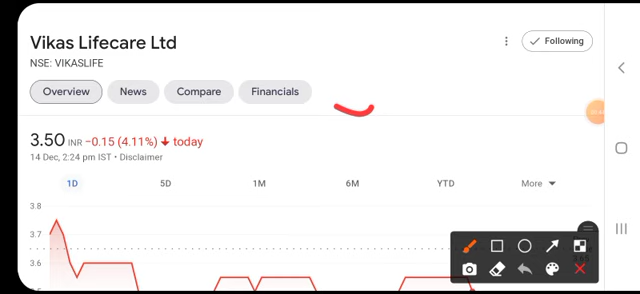 Vikas Lifecare Ltd
Following
NSE: VIKASLIFE
Overview News Compare Financials
3.50 INR −0.15 (4.11%) ↓ today
14 Dec, 2:24 pm IST • Disclaimer
1D 5D 1M 6M YTD More
3.8
3.7
3.6